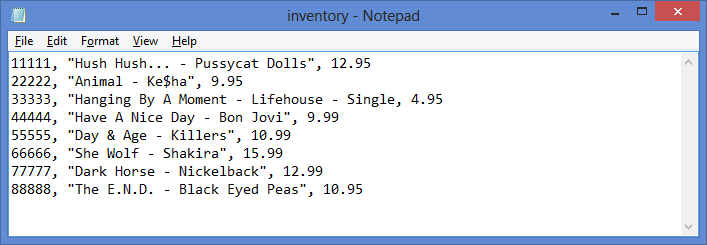 inventory - Notepad
File Edit Format View Help
11111, "Hush Hush... - Pussycat Dolls", 12.95
22222, "Animal - Ke$ha", 9.95
33333, "Hanging By A Moment - Lifehouse - Single, 4.95
44444, "Have A Nice Day - Bon Jovi", 9.99
55555, "Day & Age - Killers", 10.99
66666, "She Wolf - Shakira", 15.99
77777, "Dark Horse - Nickelback", 12.99
88888, "The E.N.D. - Black Eyed Peas", 10.95